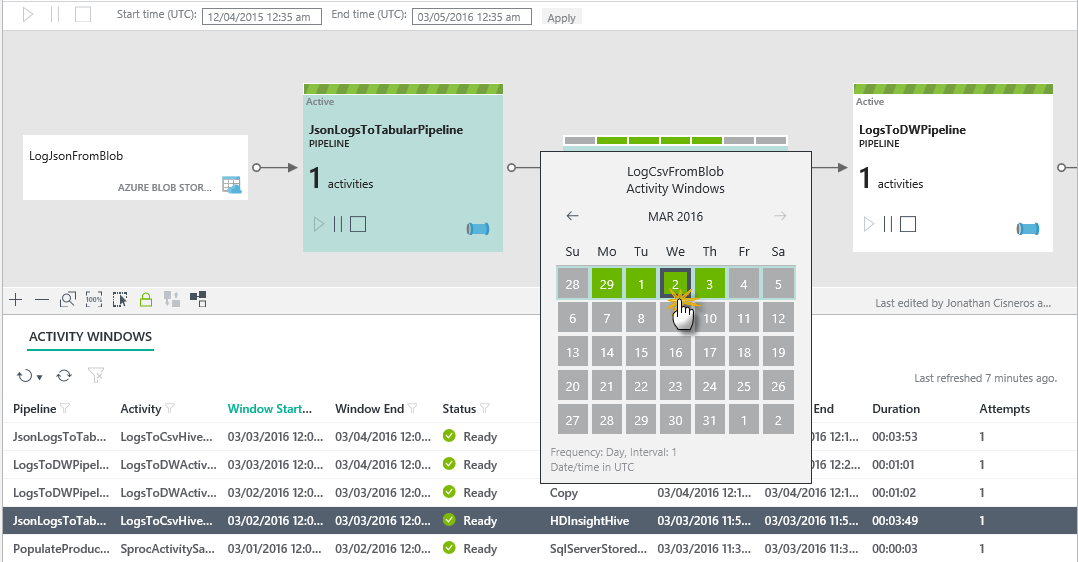 Start time (UTC): 12/04/2015 12:35 am End time (UTC): 03/05/2016 12:35 am Apply
LogJsonFromBlob
AZURE BLOB STOR...
Active
JsonLogsToTabularPipeline
PIPELINE
1 activities
Active
LogsToDWPipeline
PIPELINE
1 activities
LogCsvFromBlob
Activity Windows
MAR 2016
Su Mo Tu We Th Fr Sa
28 29 1 2 3 4 5
6 7 8 10 11 12
13 14 15 16 17 18 19
20 21 22 23 24 25 26
27 28 29 30 31 1 2
Frequency: Day, Interval: 1
Date/time in UTC
100%
Last edited by Jonathan Cisneros a...
ACTIVITY WINDOWS
Last refreshed 7 minutes ago.
Pipeline Activity Window Start... Window End Status End Duration Attempts
JsonLogsToTab... LogsToCsvHive... 03/03/2016 12:0... 03/04/2016 12:0... Ready 016 12:1... 00:03:53 1
LogsToDWPipel... LogsToDWActiv... 03/03/2016 12:0... 03/04/2016 12:0... Ready 016 12:2... 00:01:01 1
LogsToDWPipel... LogsToDWActiv... 03/02/2016 12:0... 03/03/2016 12:0... Ready Copy 03/04/2016 12:1... 03/04/2016 12:1... 00:01:02 1
JsonLogsToTab... LogsToCsvHive... 03/02/2016 12:0... 03/03/2016 12:0... Ready HDInsightHive 03/03/2016 11:5... 03/03/2016 11:5... 00:03:49 1
PopulateProduc... SprocActivitySa... 03/01/2016 12:0... 03/02/2016 12:0... Ready SqlServerStored... 03/03/2016 11:3... 03/03/2016 11:3... 00:00:03 1